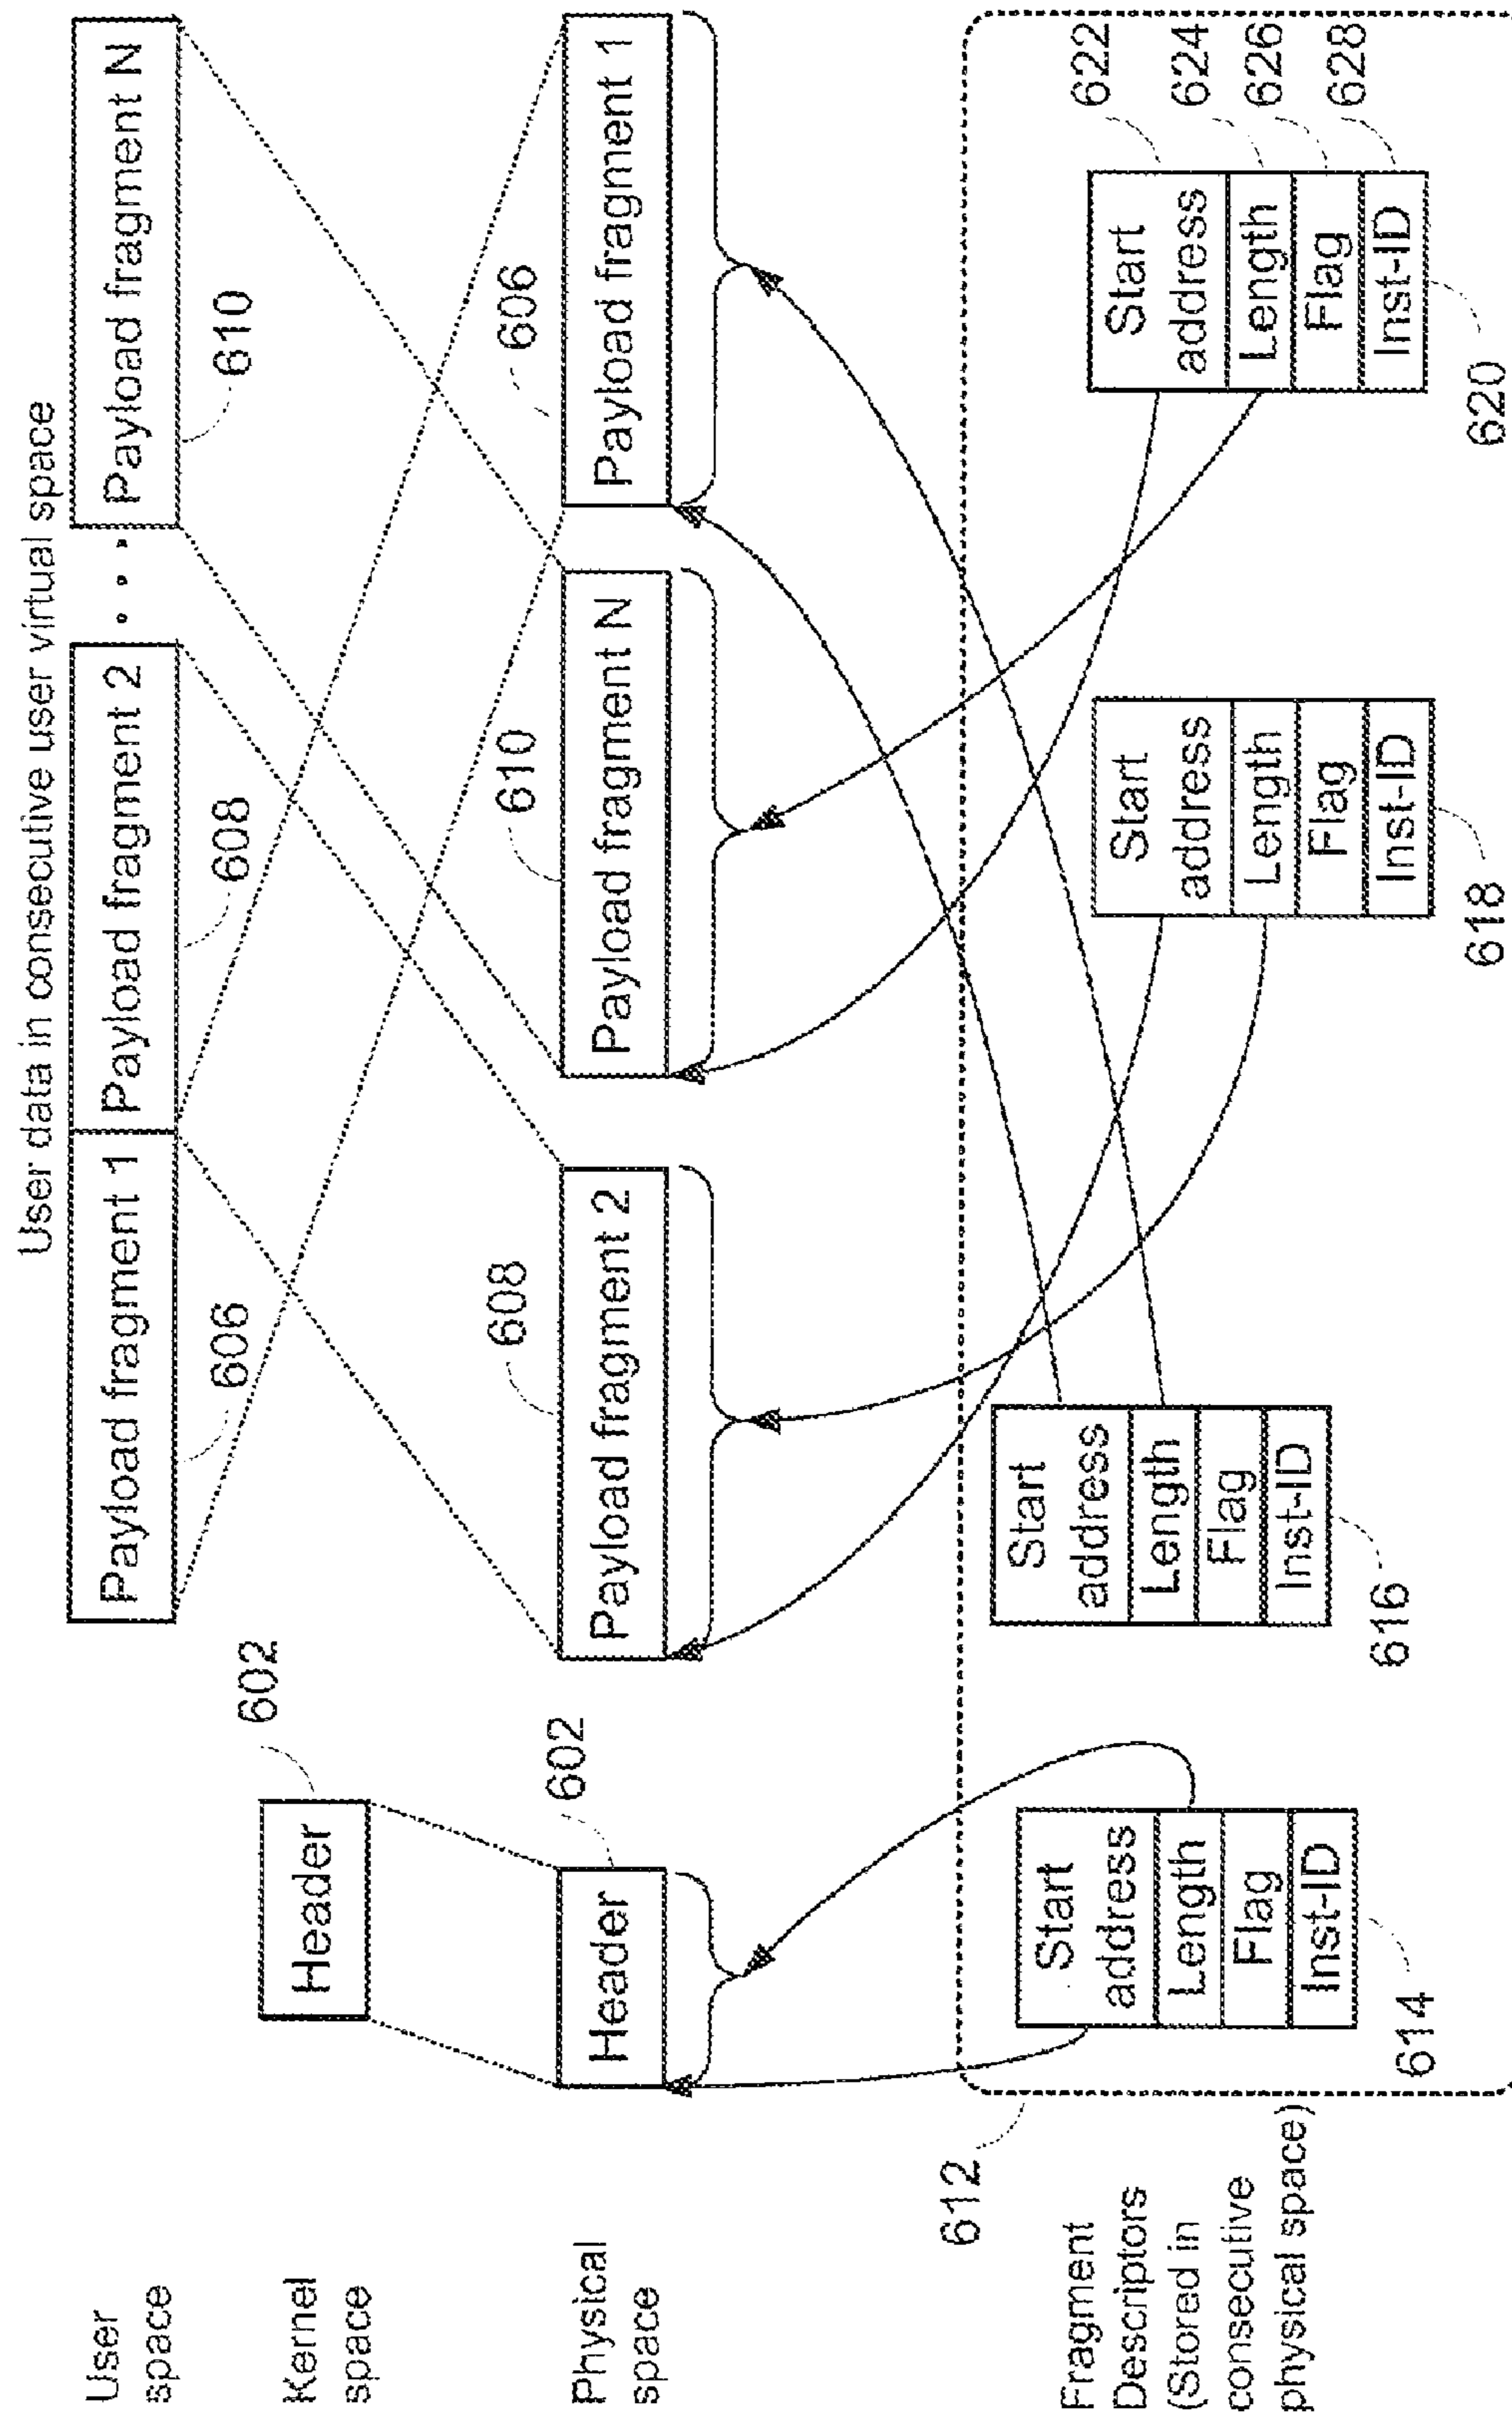 User data in consecutive user virtual space
User
space
Payload fragment 1
Payload fragment 2
. . .
Payload fragment N
606
608
610
Kernel
space
Header
602
Physical
space
Header
602
Payload fragment 2
608
Payload fragment N
610
Payload fragment 1
606
612
Fragment
Descriptors
(Stored in
consecutive
physical space)
Start
address
Length
Flag
Inst-ID
614
Start
address
Length
Flag
Inst-ID
616
Start
address
Length
Flag
Inst-ID
618
Start
address
Length
Flag
Inst-ID
620
622
624
626
628